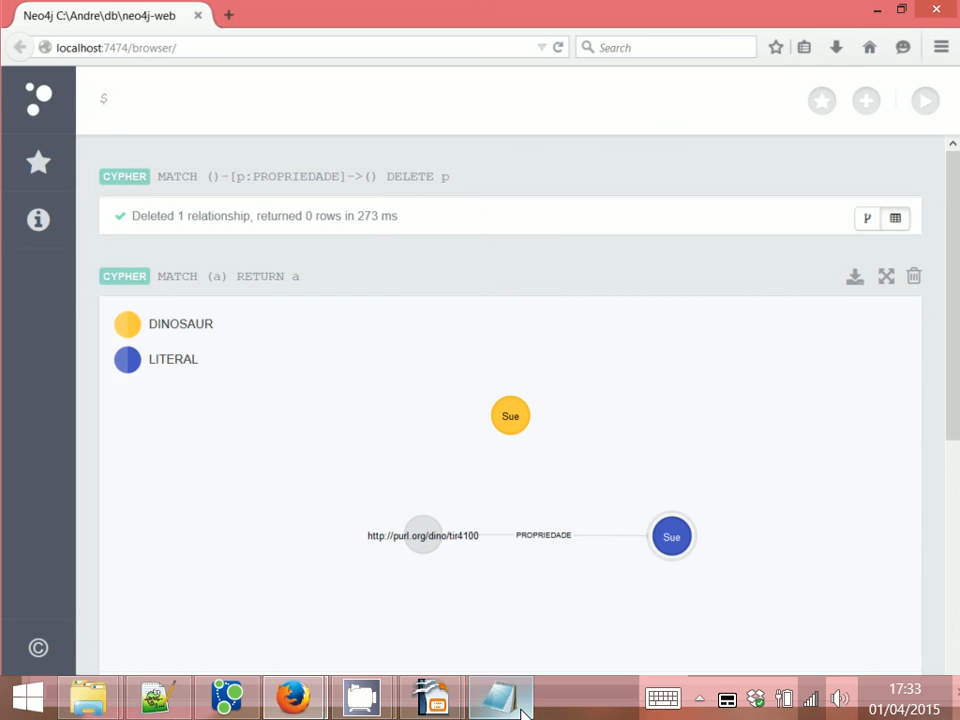 Neo4j C:\Andre\db\neo4j-web
localhost:7474/browser/
Search
$
CYPHER MATCH ()-[p:PROPRIEDADE]->() DELETE p
Deleted 1 relationship, returned 0 rows in 273 ms
CYPHER MATCH (a) RETURN a
DINOSAUR
LITERAL
Sue
http://purl.org/dino/tir4100 PROPRIEDADE Sue
17:33
01/04/2015